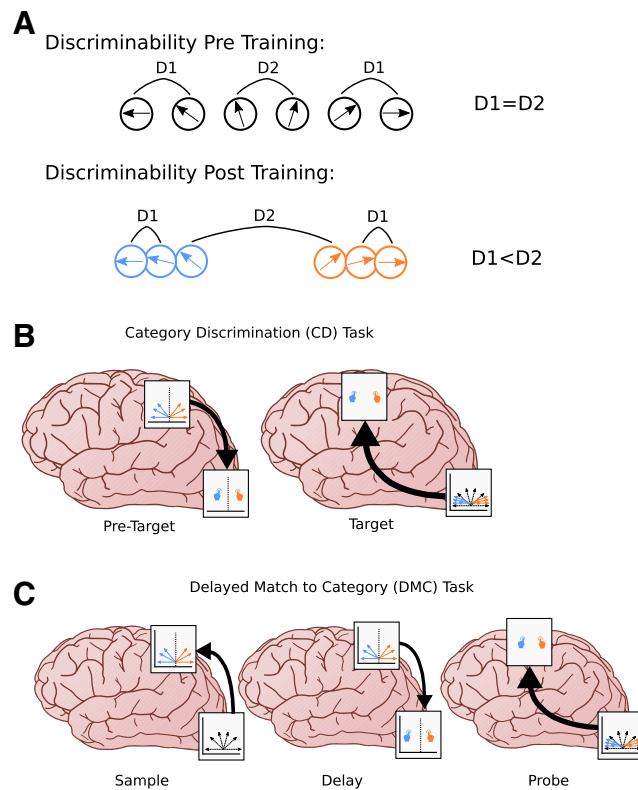 A
Discriminability Pre Training:
D1 D2 D1
D1=D2
Discriminability Post Training:
D1 D2 D1
D1<D2
B
Category Discrimination (CD) Task
Pre-Target Target
C
Delayed Match to Category (DMC) Task
Sample Delay Probe